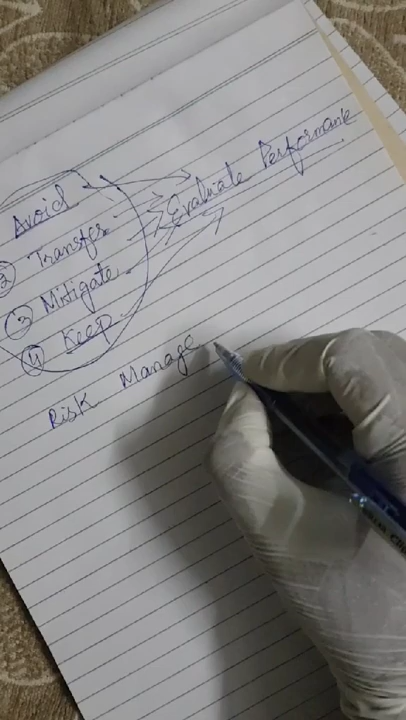 Avoid
② Transfer
③ Mitigate
④ Keep
Evaluate Performance
Risk Manage